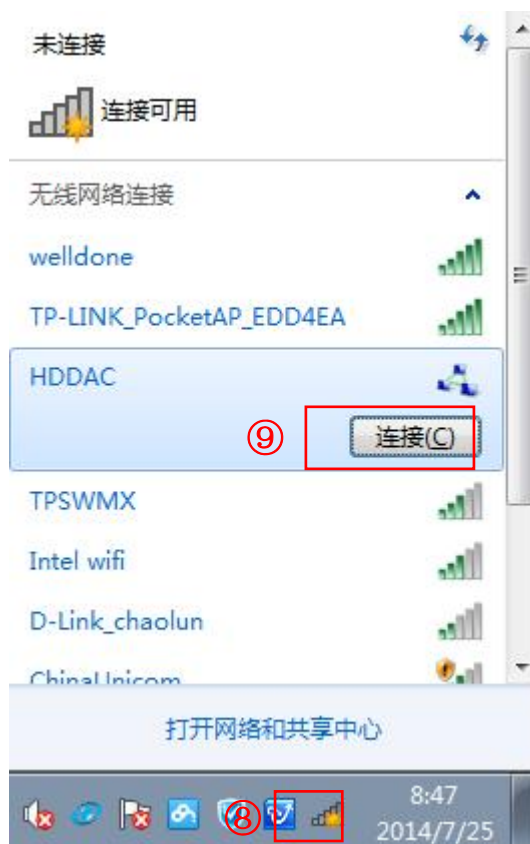 未连接
连接可用
无线网络连接
welldone
TP-LINK_PocketAP_EDD4EA
HDDAC
⑨ 连接(C)
TPSWMX
Intel wifi
D-Link_chaolun
ChinaUnicom
打开网络和共享中心
⑧ 8:47
2014/7/25